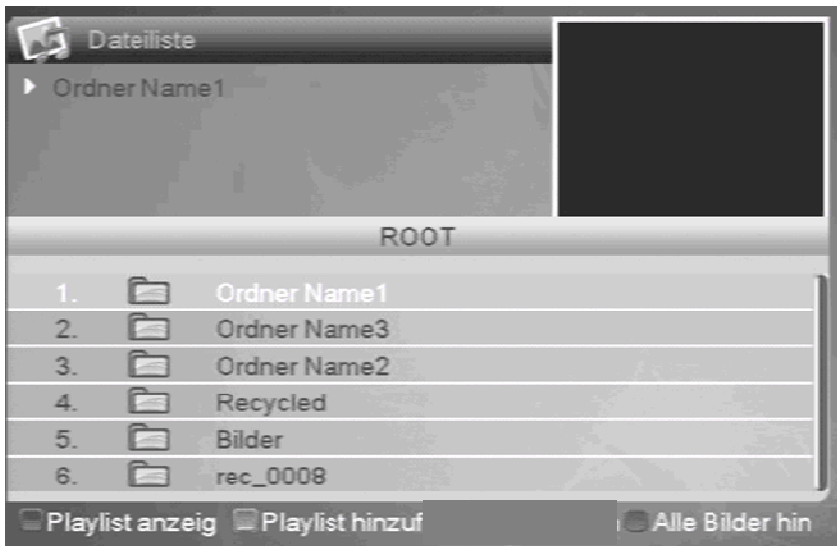 Dateiliste
Ordner Name1
ROOT
1. Ordner Name1
2. Ordner Name3
3. Ordner Name2
4. Recycled
5. Bilder
6. rec_0008
Playlist anzeig Playlist hinzuf n Alle Bilder hin